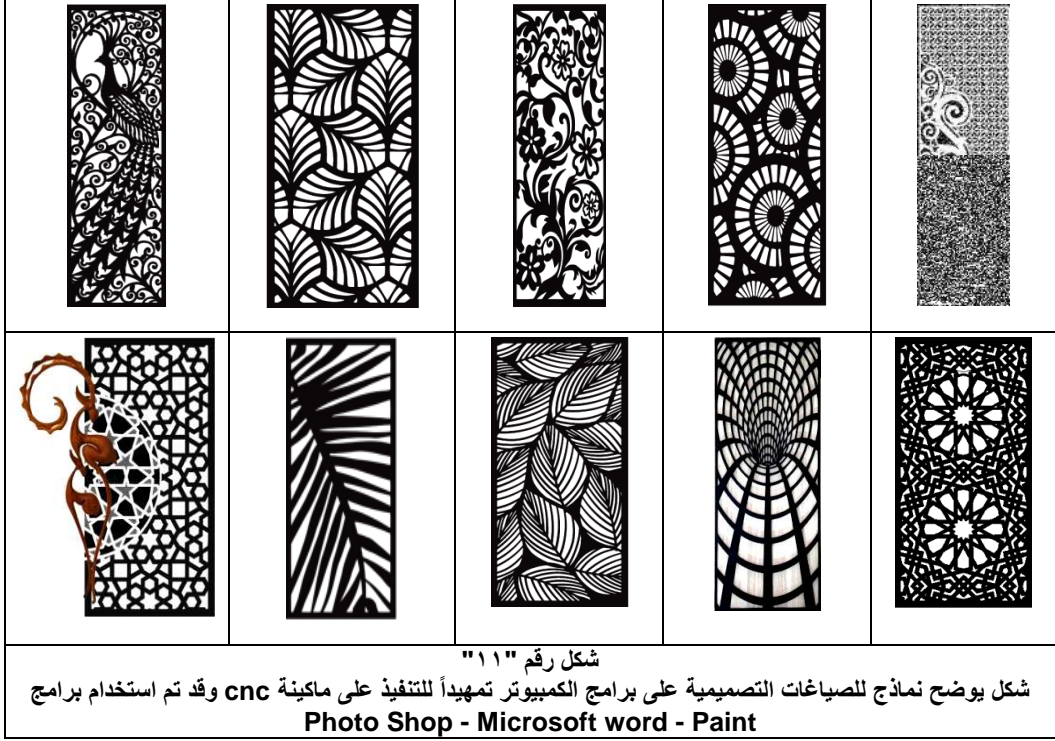 شكل رقم "١١"
شكل يوضح نماذج للصياغات التصميمية على برامج الكمبيوتر تمهيداً للتنفيذ على ماكينة cnc وقد تم استخدام برامج
Photo Shop - Microsoft word - Paint